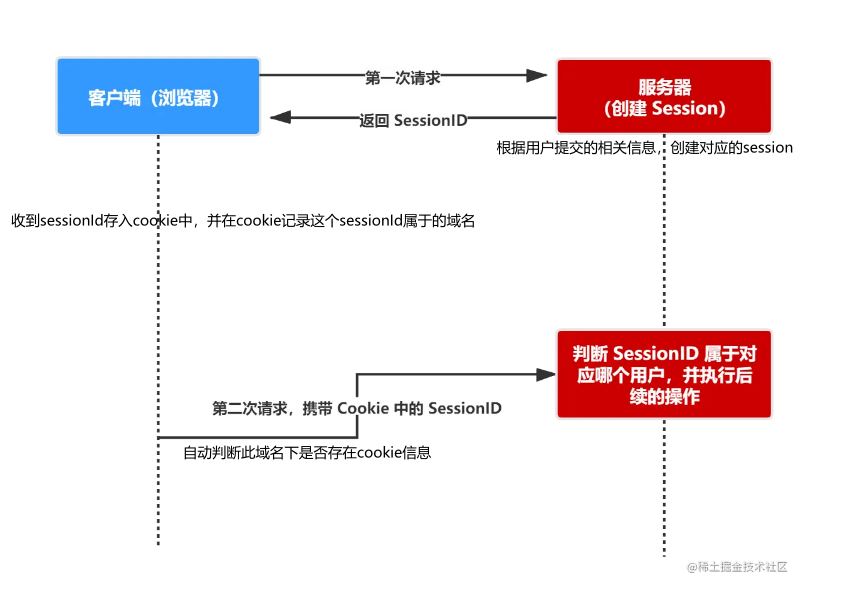 客户端（浏览器）
第一次请求
服务器
（创建 Session）
返回 SessionID
根据用户提交的相关信息，创建对应的session
收到sessionId存入cookie中，并在cookie记录这个sessionId属于的域名
判断 SessionID 属于对
应哪个用户，并执行后
续的操作
第二次请求，携带 Cookie 中的 SessionID
自动判断此域名下是否存在cookie信息
@稀土掘金技术社区